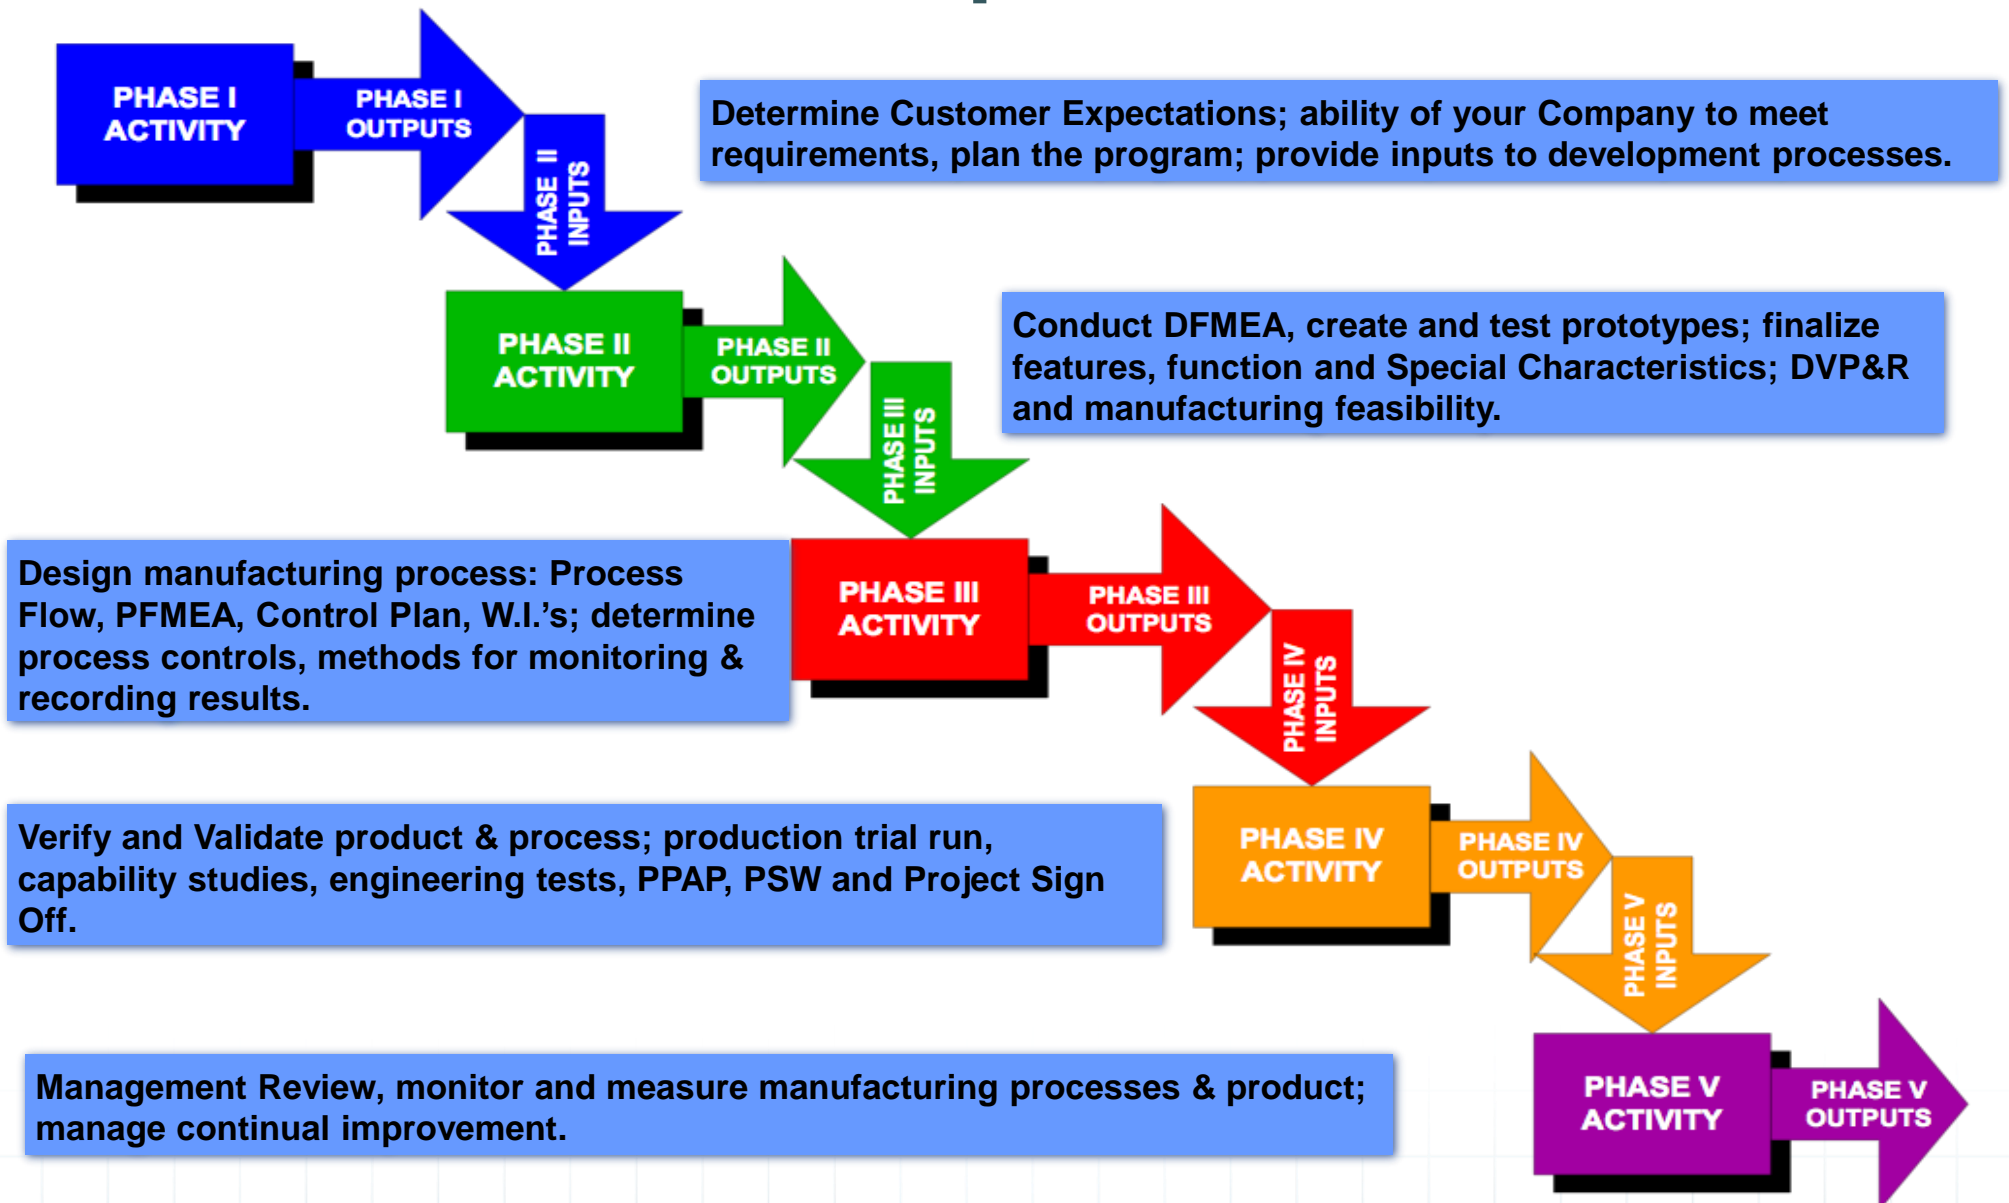 PHASE I
ACTIVITY
PHASE I
OUTPUTS
PHASE II
INPUTS
Determine Customer Expectations; ability of your Company to meet
requirements, plan the program; provide inputs to development processes.
PHASE II
ACTIVITY
PHASE II
OUTPUTS
PHASE III
INPUTS
Conduct DFMEA, create and test prototypes; finalize
features, function and Special Characteristics; DVP&R
and manufacturing feasibility.
Design manufacturing process: Process
Flow, PFMEA, Control Plan, W.I.’s; determine
process controls, methods for monitoring &
recording results.
PHASE III
ACTIVITY
PHASE III
OUTPUTS
PHASE IV
INPUTS
Verify and Validate product & process; production trial run,
capability studies, engineering tests, PPAP, PSW and Project Sign
Off.
PHASE IV
ACTIVITY
PHASE IV
OUTPUTS
PHASE V
INPUTS
Management Review, monitor and measure manufacturing processes & product;
manage continual improvement.
PHASE V
ACTIVITY
PHASE V
OUTPUTS